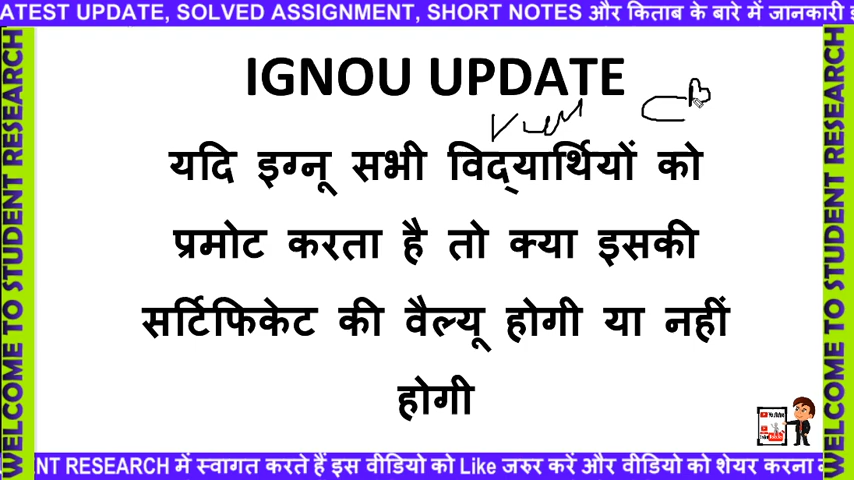 ATEST UPDATE, SOLVED ASSIGNMENT, SHORT NOTES और किताब के बारे में जानकारी
IGNOU UPDATE
View
यदि इग्नू सभी विद्यार्थियों को
प्रमोट करता है तो क्या इसकी
सर्टिफिकेट की वैल्यू होगी या नहीं
होगी
WELCOME TO STUDENT RESEARCH
WELCOME TO STUDENT RESEARCH
NT RESEARCH में स्वागत करते हैं इस वीडियो को Like जरुर करें और वीडियो को शेयर करना